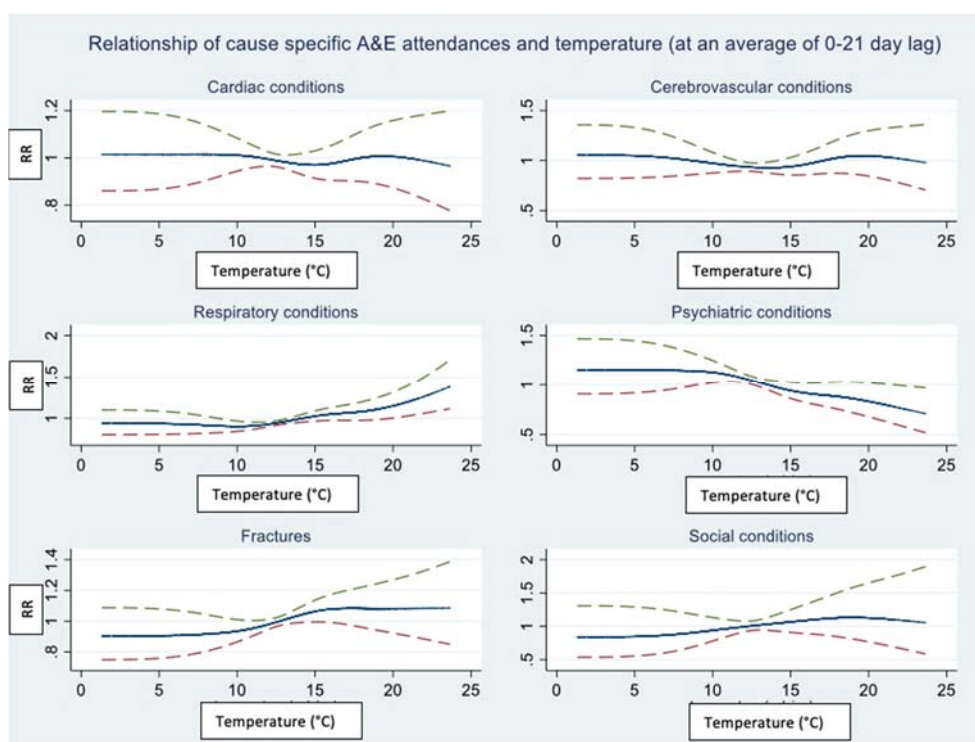 Relationship of cause specific A&E attendances and temperature (at an average of 0-21 day lag)
Cardiac conditions
RR
1.2
1
.8
0 5 10 15 20 25
Temperature (°C)
Cerebrovascular conditions
1.5
1
.5
0 5 10 15 20 25
Temperature (°C)
Respiratory conditions
RR
2
1.5
1
0 5 10 15 20 25
Temperature (°C)
Psychiatric conditions
1.5
1
.5
0 5 10 15 20 25
Temperature (°C)
Fractures
RR
1.4
1.2
1
.8
0 5 10 15 20 25
Temperature (°C)
Social conditions
2
1.5
1
.5
0 5 10 15 20 25
Temperature (°C)